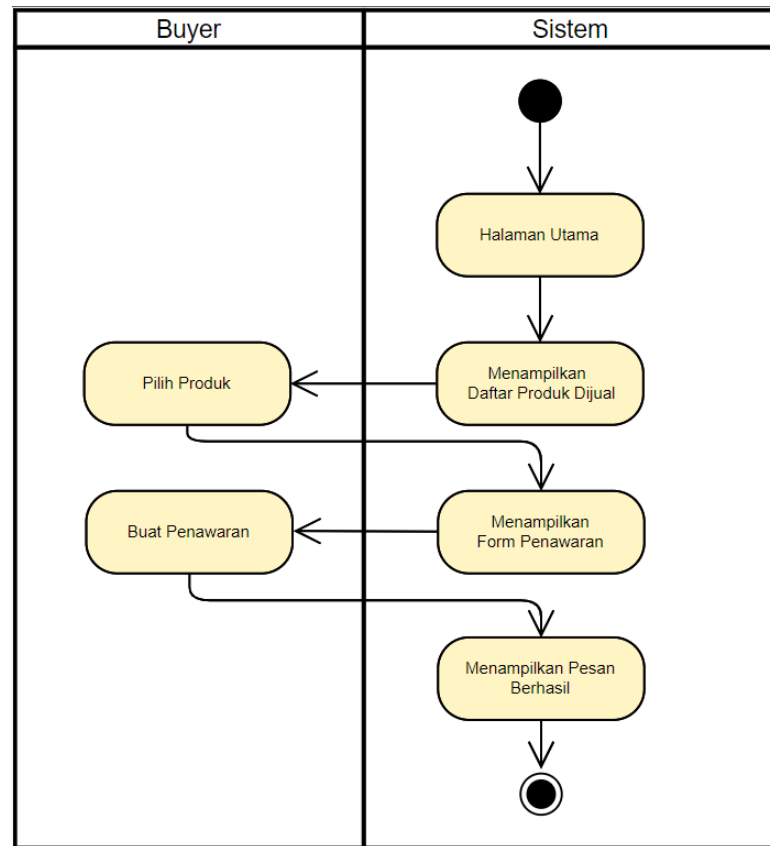 Buyer
Sistem
Halaman Utama
Menampilkan
Daftar Produk Dijual
Pilih Produk
Menampilkan
Form Penawaran
Buat Penawaran
Menampilkan Pesan
Berhasil